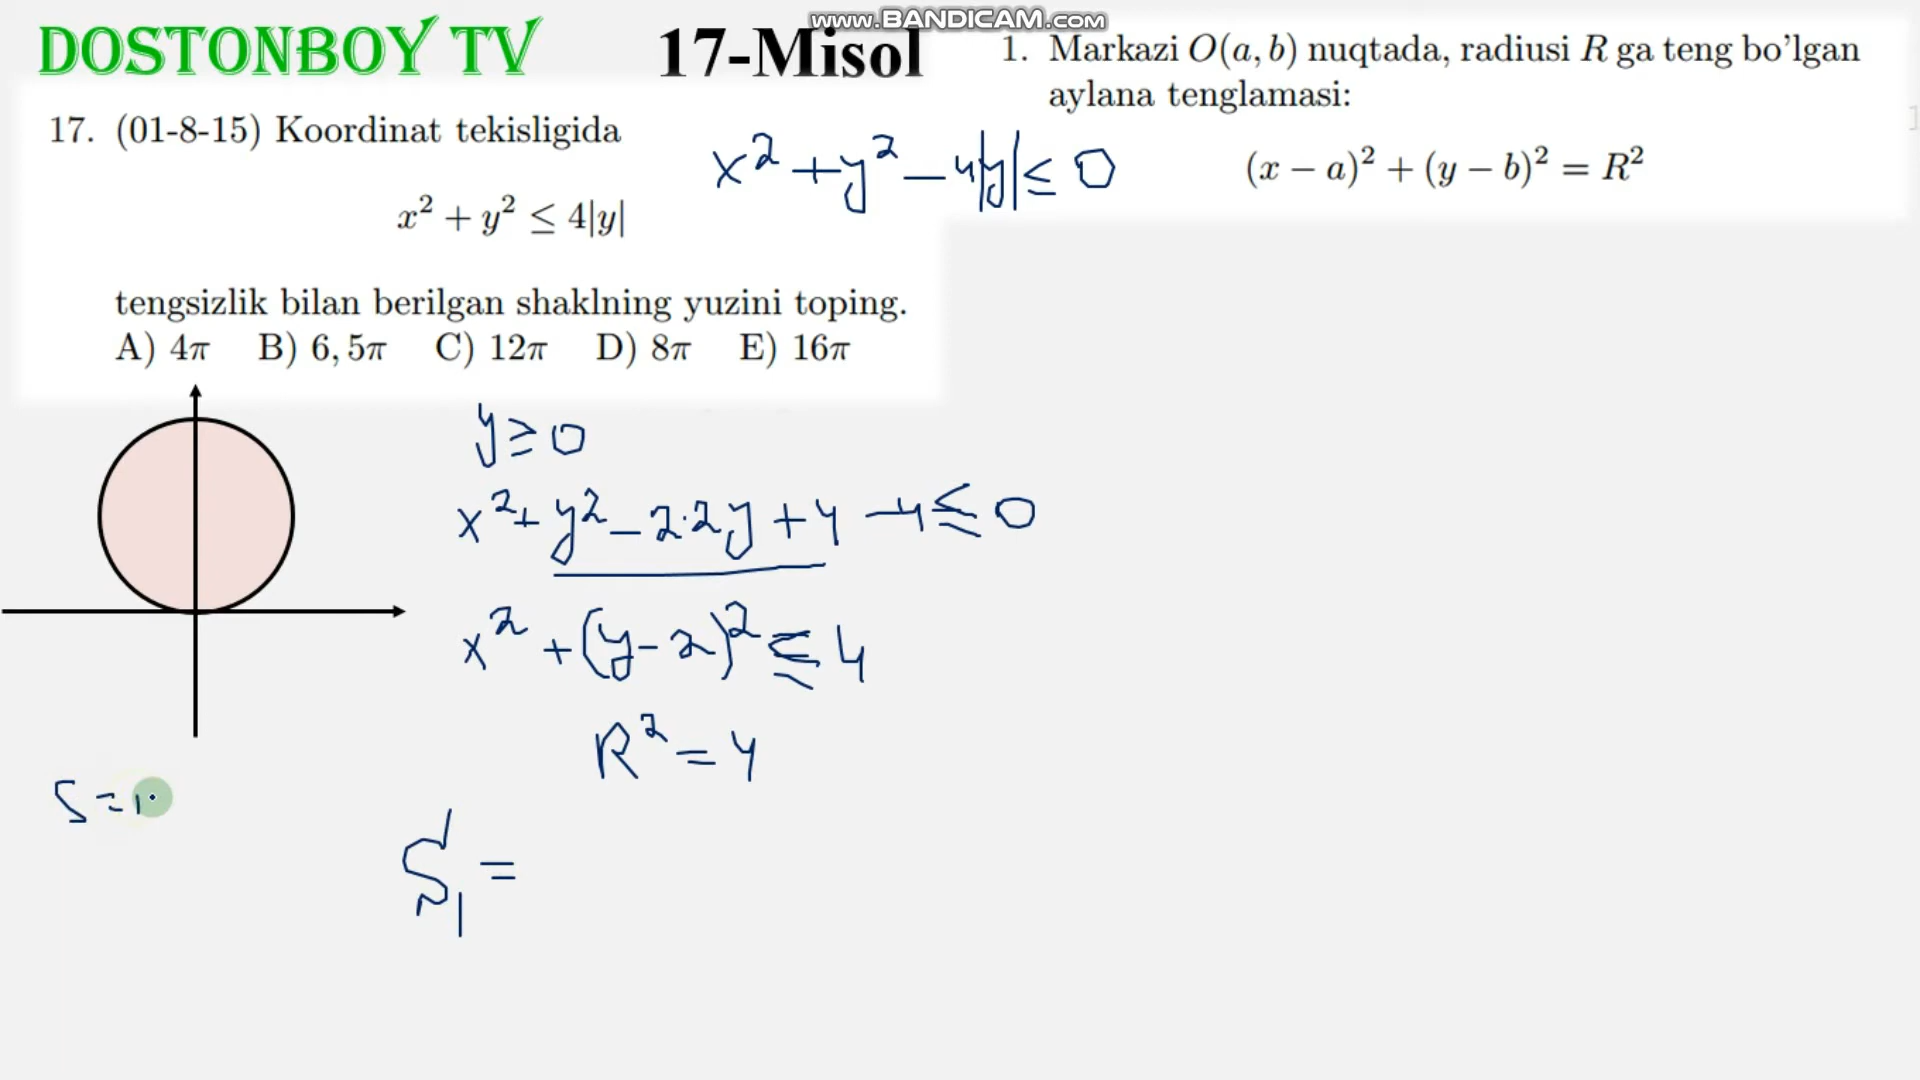 www.BANDICAM.com
DOSTONBOY TV
17-Misol
17. (01-8-15) Koordinat tekisligida
x² + y² ≤ 4|y|
tengsizlik bilan berilgan shaklning yuzini toping.
A) 4π B) 6, 5π C) 12π D) 8π E) 16π
x² + y² - 4|y| ≤ 0
1. Markazi O(a, b) nuqtada, radiusi R ga teng bo'lgan
aylana tenglamasi:
(x − a)² + (y − b)² = R²
y ≥ 0
x² + y² - 2·2y + 4 - 4 ≤ 0
x² + (y - 2)² ≤ 4
R² = 4
S =
S₁ =